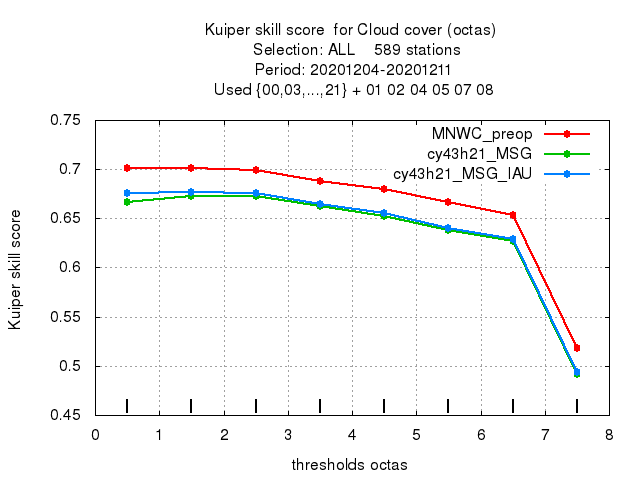 Kuiper skill score  for Cloud cover (octas)
Selection: ALL    589 stations
Period: 20201204-20201211
Used {00,03,...,21} + 01 02 04 05 07 08
MNWC_preop
cy43h21_MSG
cy43h21_MSG_IAU
Kuiper skill score
0.75
0.7
0.65
0.6
0.55
0.5
0.45
0 1 2 3 4 5 6 7 8
thresholds octas